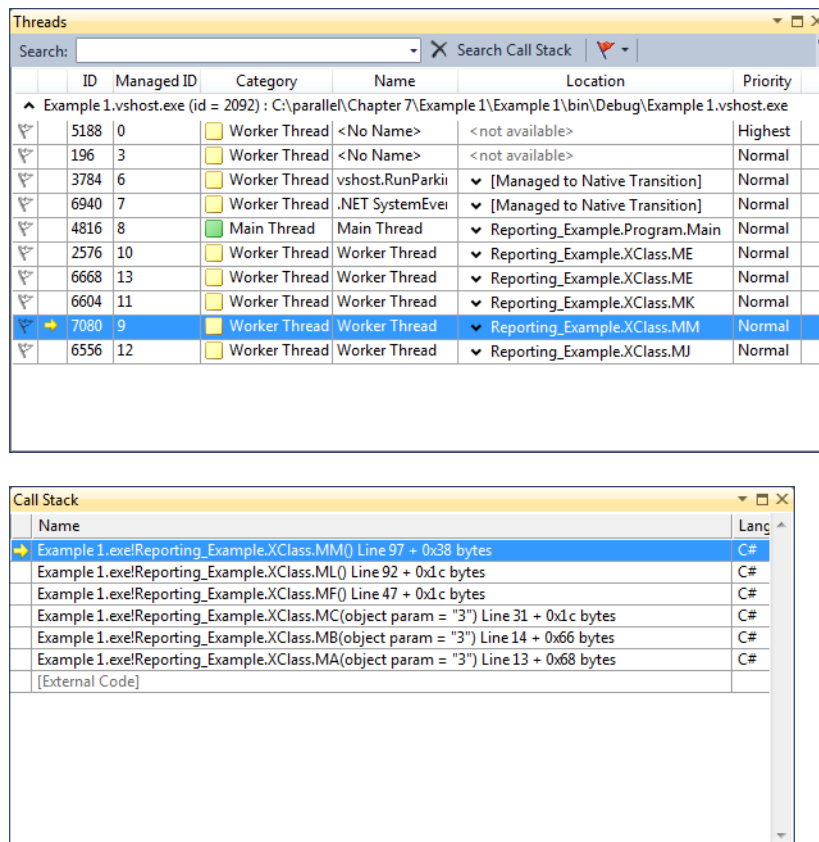 Threads
Search: Search Call Stack
ID Managed ID Category Name Location Priority
Example 1.vshost.exe (id = 2092) : C:\parallel\Chapter 7\Example 1\Example 1\bin\Debug\Example 1.vshost.exe
5188 0 Worker Thread <No Name> <not available> Highest
196 3 Worker Thread <No Name> <not available> Normal
3784 6 Worker Thread vshost.RunParkin [Managed to Native Transition] Normal
6940 7 Worker Thread .NET SystemEver [Managed to Native Transition] Normal
4816 8 Main Thread Main Thread Reporting_Example.Program.Main Normal
2576 10 Worker Thread Worker Thread Reporting_Example.XClass.ME Normal
6668 13 Worker Thread Worker Thread Reporting_Example.XClass.ME Normal
6604 11 Worker Thread Worker Thread Reporting_Example.XClass.MK Normal
7080 9 Worker Thread Worker Thread Reporting_Example.XClass.MM Normal
6556 12 Worker Thread Worker Thread Reporting_Example.XClass.MJ Normal
Call Stack
Name Lang
Example 1.exe!Reporting_Example.XClass.MM() Line 97 + 0x38 bytes C#
Example 1.exe!Reporting_Example.XClass.ML() Line 92 + 0x1c bytes C#
Example 1.exe!Reporting_Example.XClass.MF() Line 47 + 0x1c bytes C#
Example 1.exe!Reporting_Example.XClass.MC(object param = "3") Line 31 + 0x1c bytes C#
Example 1.exe!Reporting_Example.XClass.MB(object param = "3") Line 14 + 0x66 bytes C#
Example 1.exe!Reporting_Example.XClass.MA(object param = "3") Line 13 + 0x68 bytes C#
[External Code]